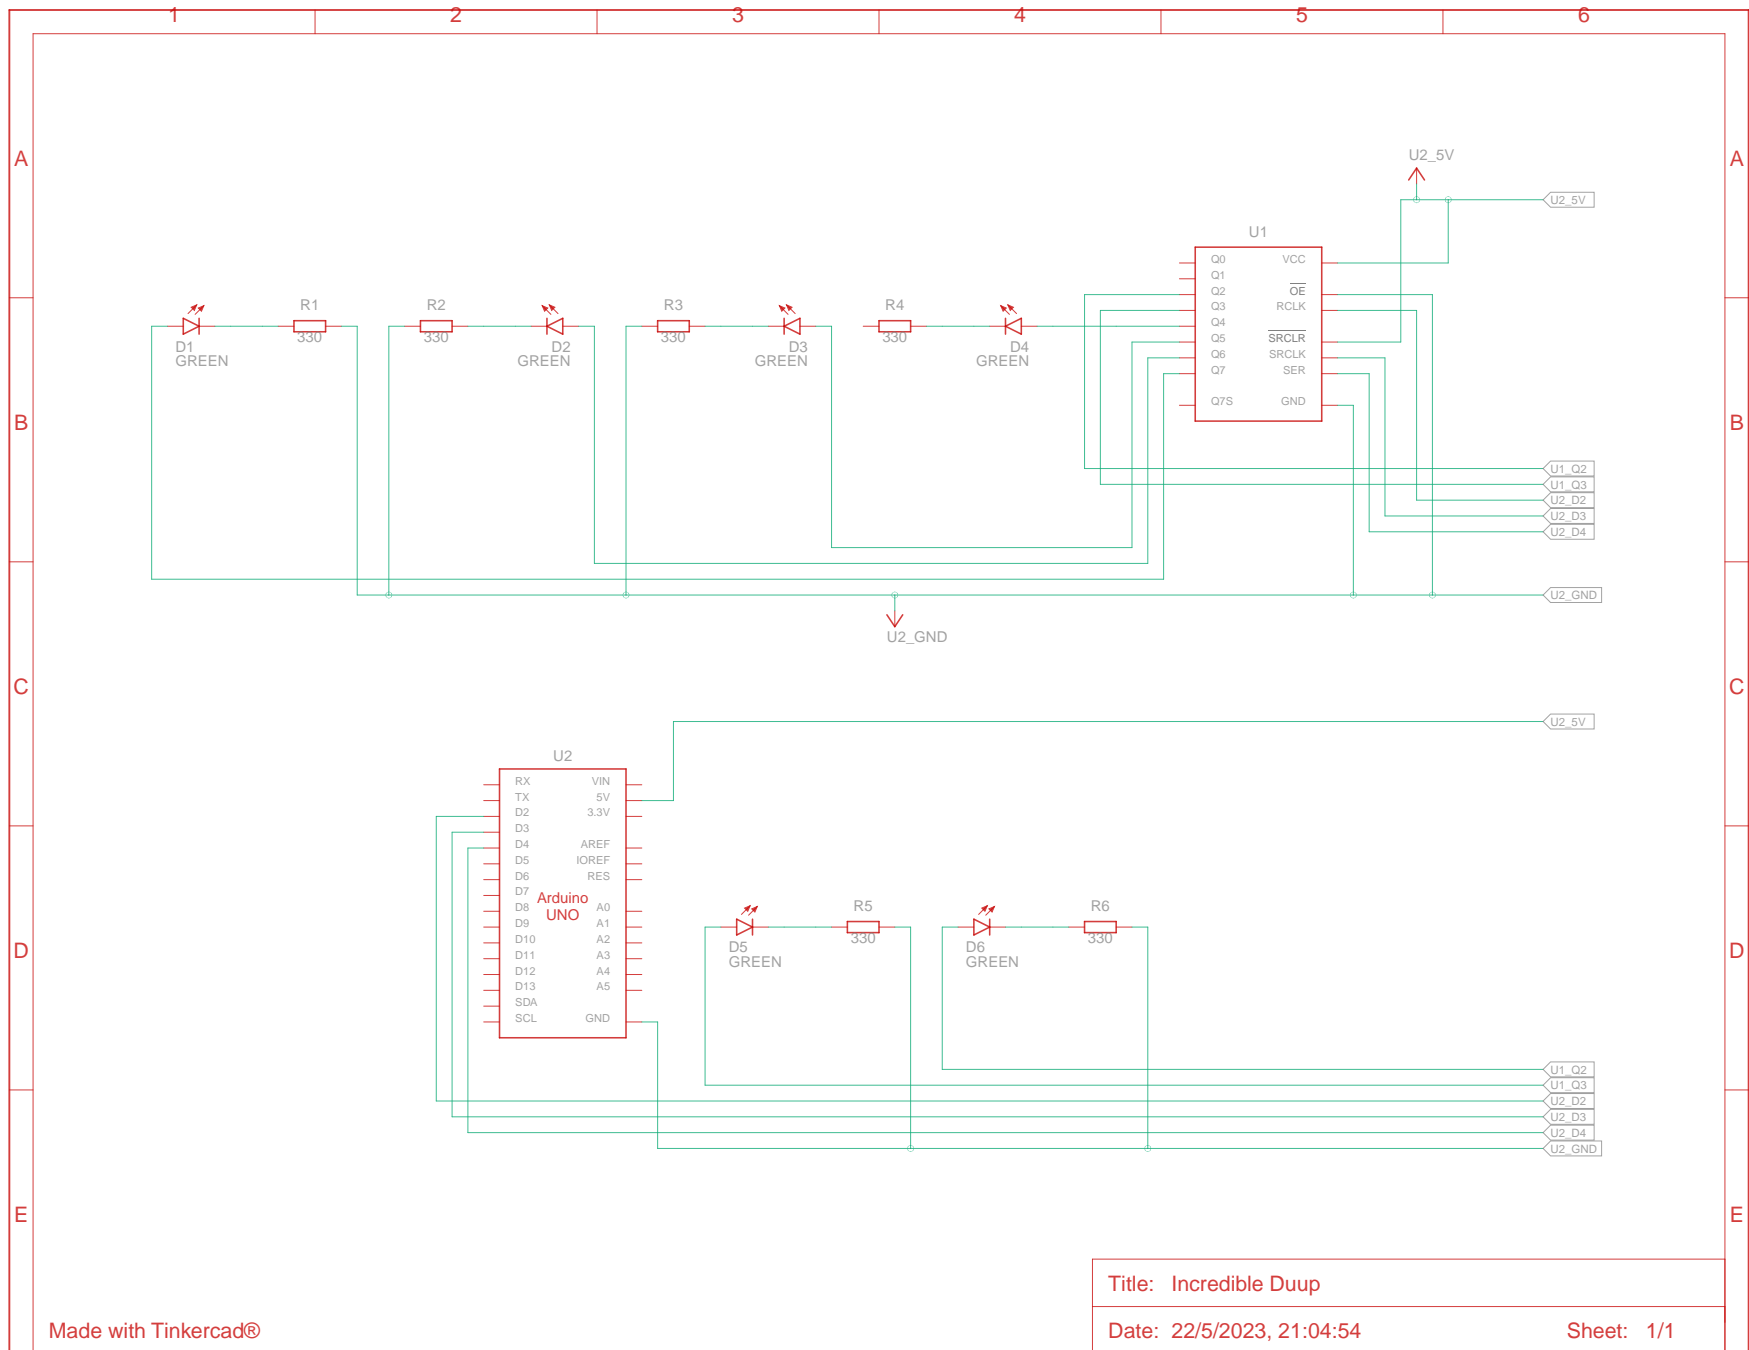 1 2 3 4 5 6
A A
U2_5V
U2_5V
U1
Q0 VCC
Q1
Q2 OE
Q3 RCLK
Q4
Q5 SRCLR
Q6 SRCLK
Q7 SER
Q7S GND
R1 R2 R3 R4
330 330 330 330
D1 D2 D3 D4
GREEN GREEN GREEN GREEN
B B
U1_Q2
U1_Q3
U2_D2
U2_D3
U2_D4
U2_GND
U2_GND
C C
U2_5V
U2
RX VIN
TX 5V
D2 3.3V
D3
D4 AREF
D5 IOREF
D6 RES
D7
Arduino
UNO
D8 A0
D9 A1
D10 A2
D11 A3
D12 A4
D13 A5
SDA
SCL GND
R5 R6
330 330
D5 D6
GREEN GREEN
D D
U1_Q2
U1_Q3
U2_D2
U2_D3
U2_D4
U2_GND
E E
Title: Incredible Duup
Made with Tinkercad®
Date: 22/5/2023, 21:04:54 Sheet: 1/1